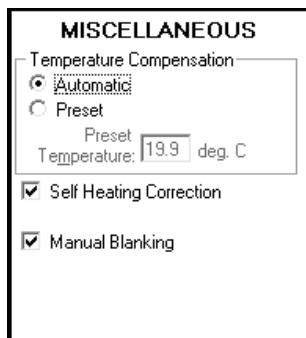 MISCELLANEOUS
Temperature Compensation
Automatic
Preset
Preset
Temperature: 19.9 deg. C
Self Heating Correction
Manual Blanking